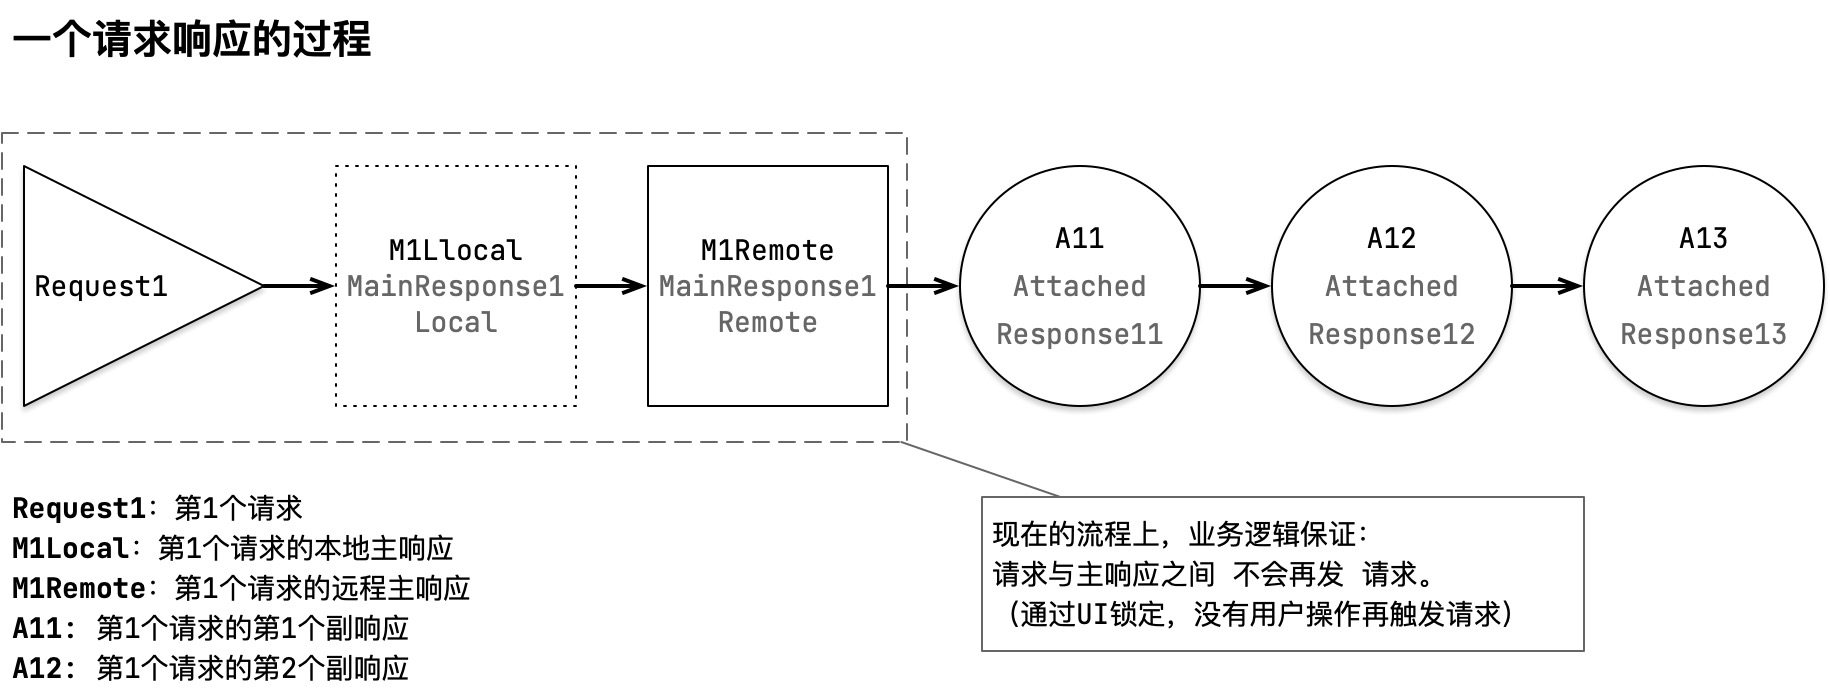 一个请求响应的过程
Request1
M1Llocal
MainResponse1
Local
M1Remote
MainResponse1
Remote
A11
Attached
Response11
A12
Attached
Response12
A13
Attached
Response13
Request1：第1个请求
M1Local：第1个请求的本地主响应
M1Remote：第1个请求的远程主响应
A11： 第1个请求的第1个副响应
A12： 第1个请求的第2个副响应
现在的流程上，业务逻辑保证：
请求与主响应之间 不会再发 请求。
（通过UI锁定，没有用户操作再触发请求）